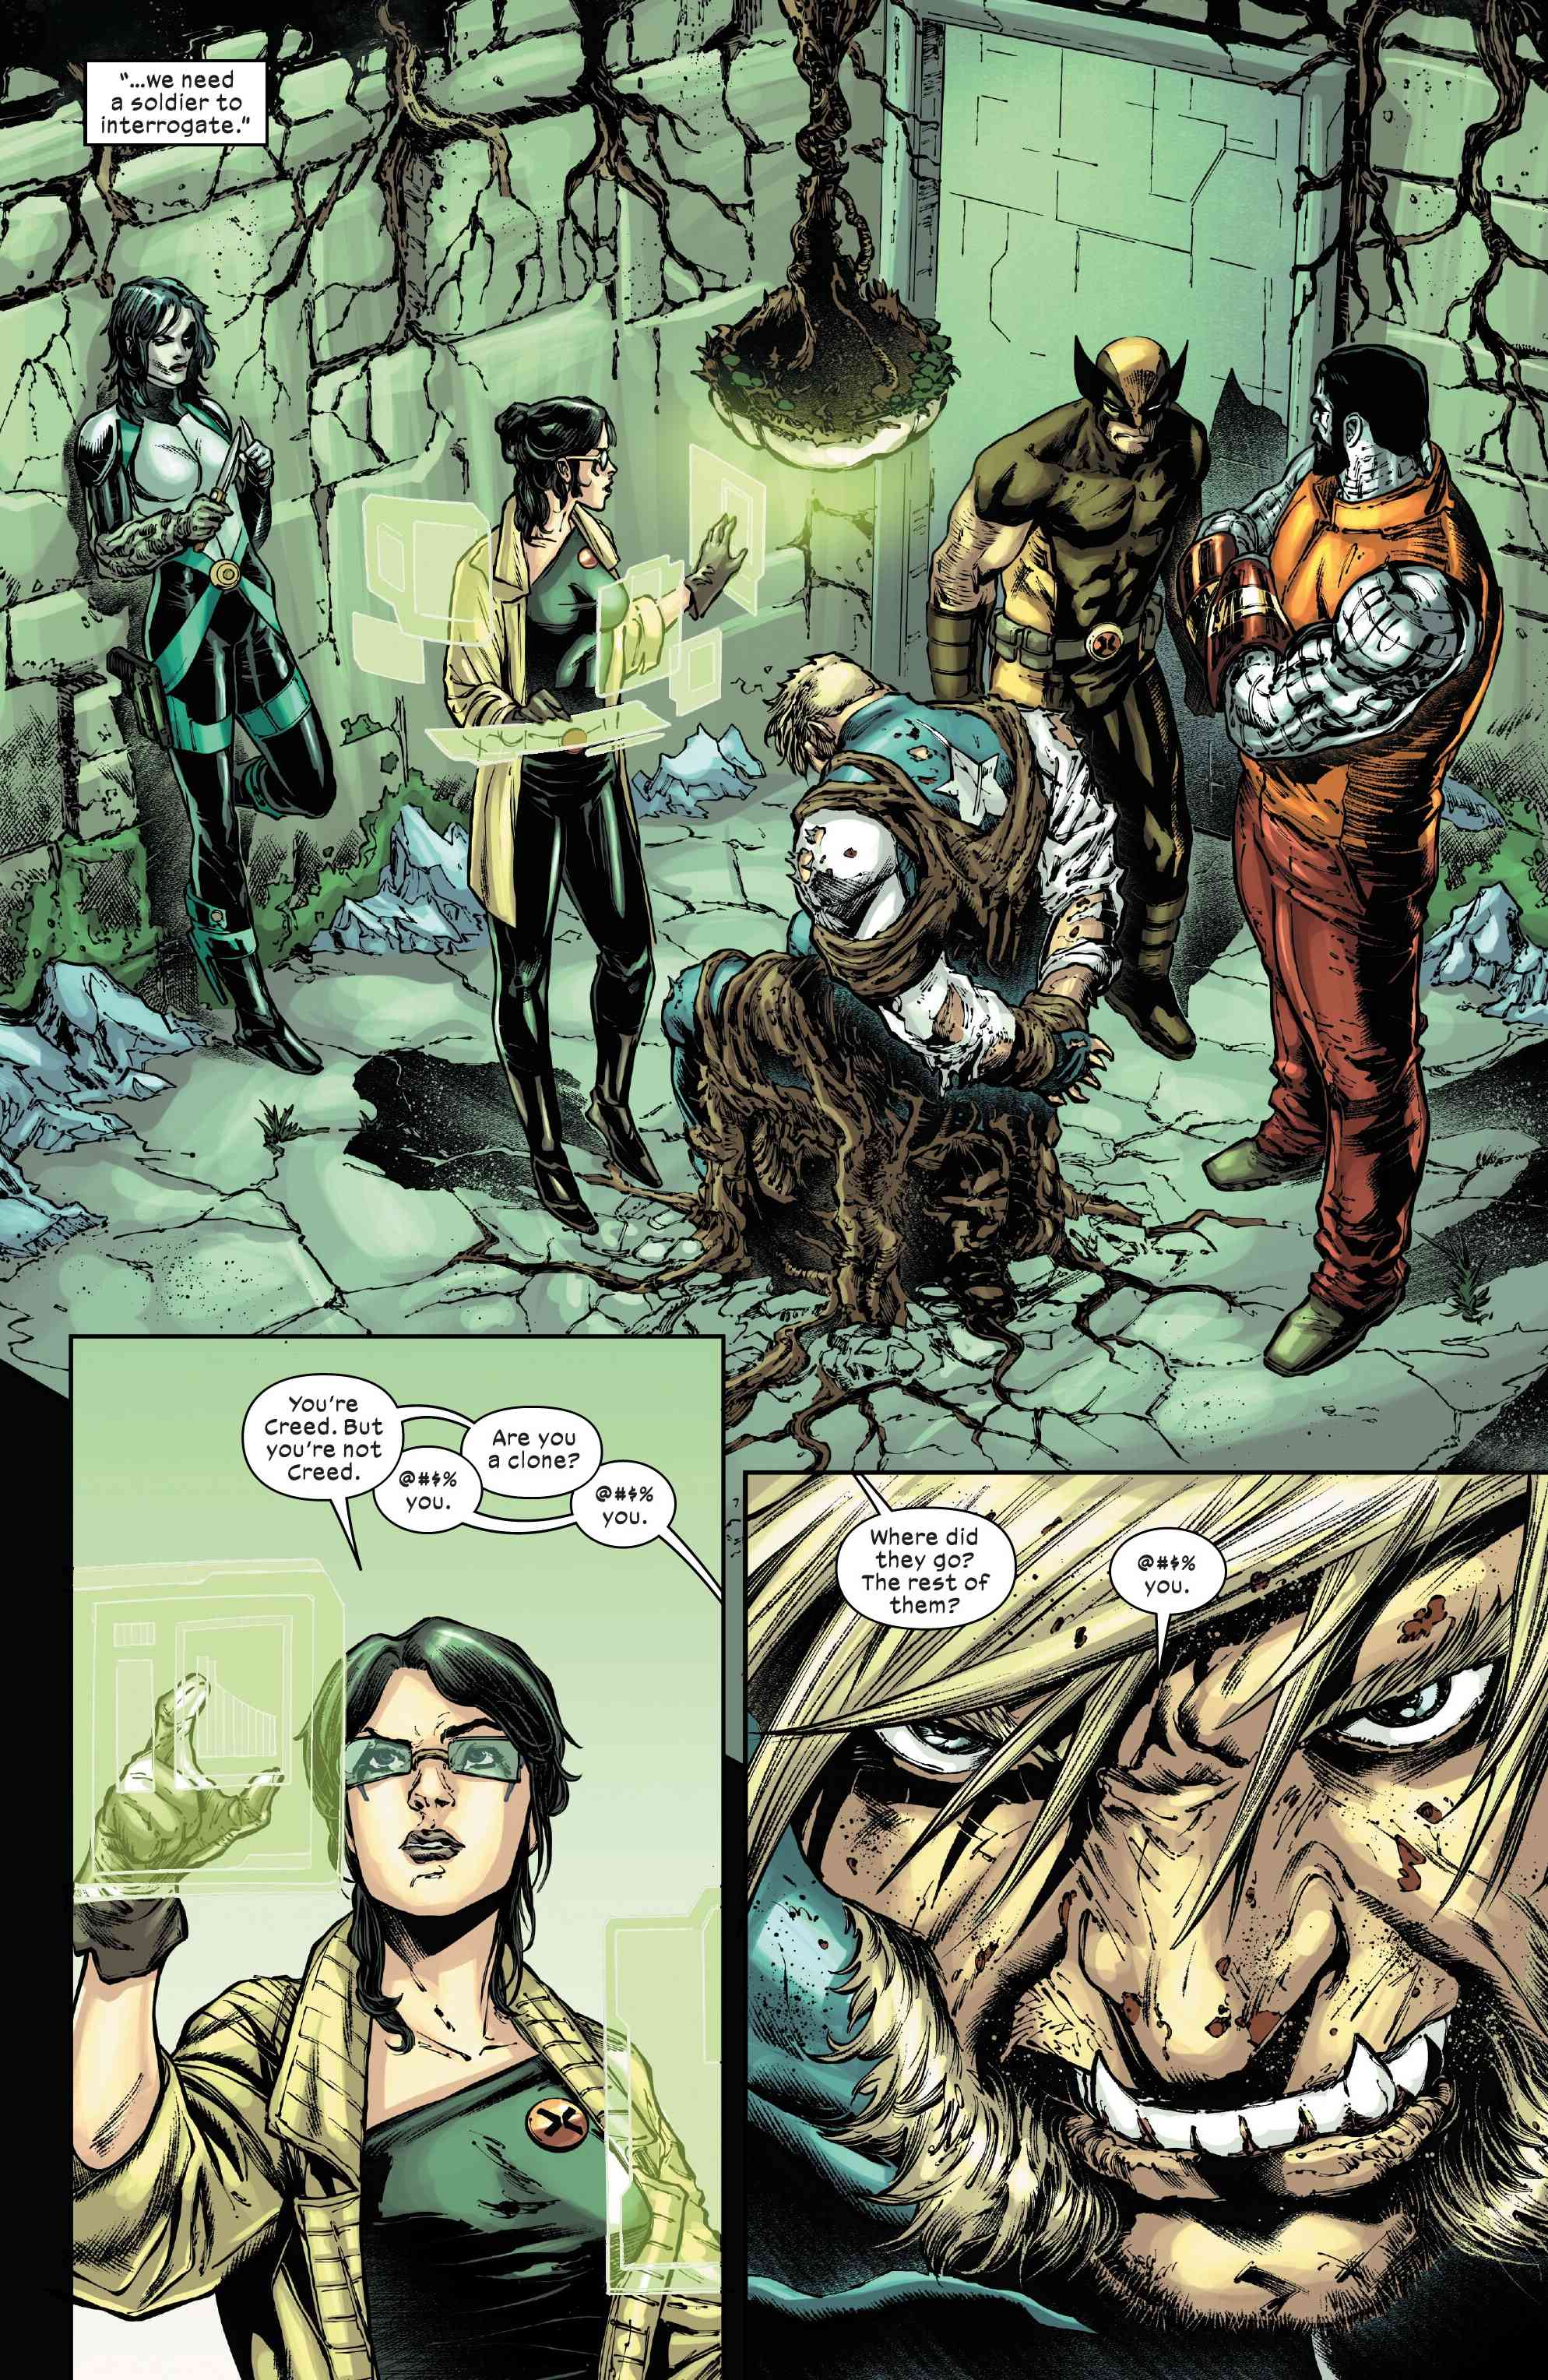 "...we need
a soldier to
interrogate."
You're
Creed. But
you're not
Creed.
@#$%
you.
Are you
a clone?
@#$%
you.
Where did
they go?
The rest of
them?
@#$%
you.